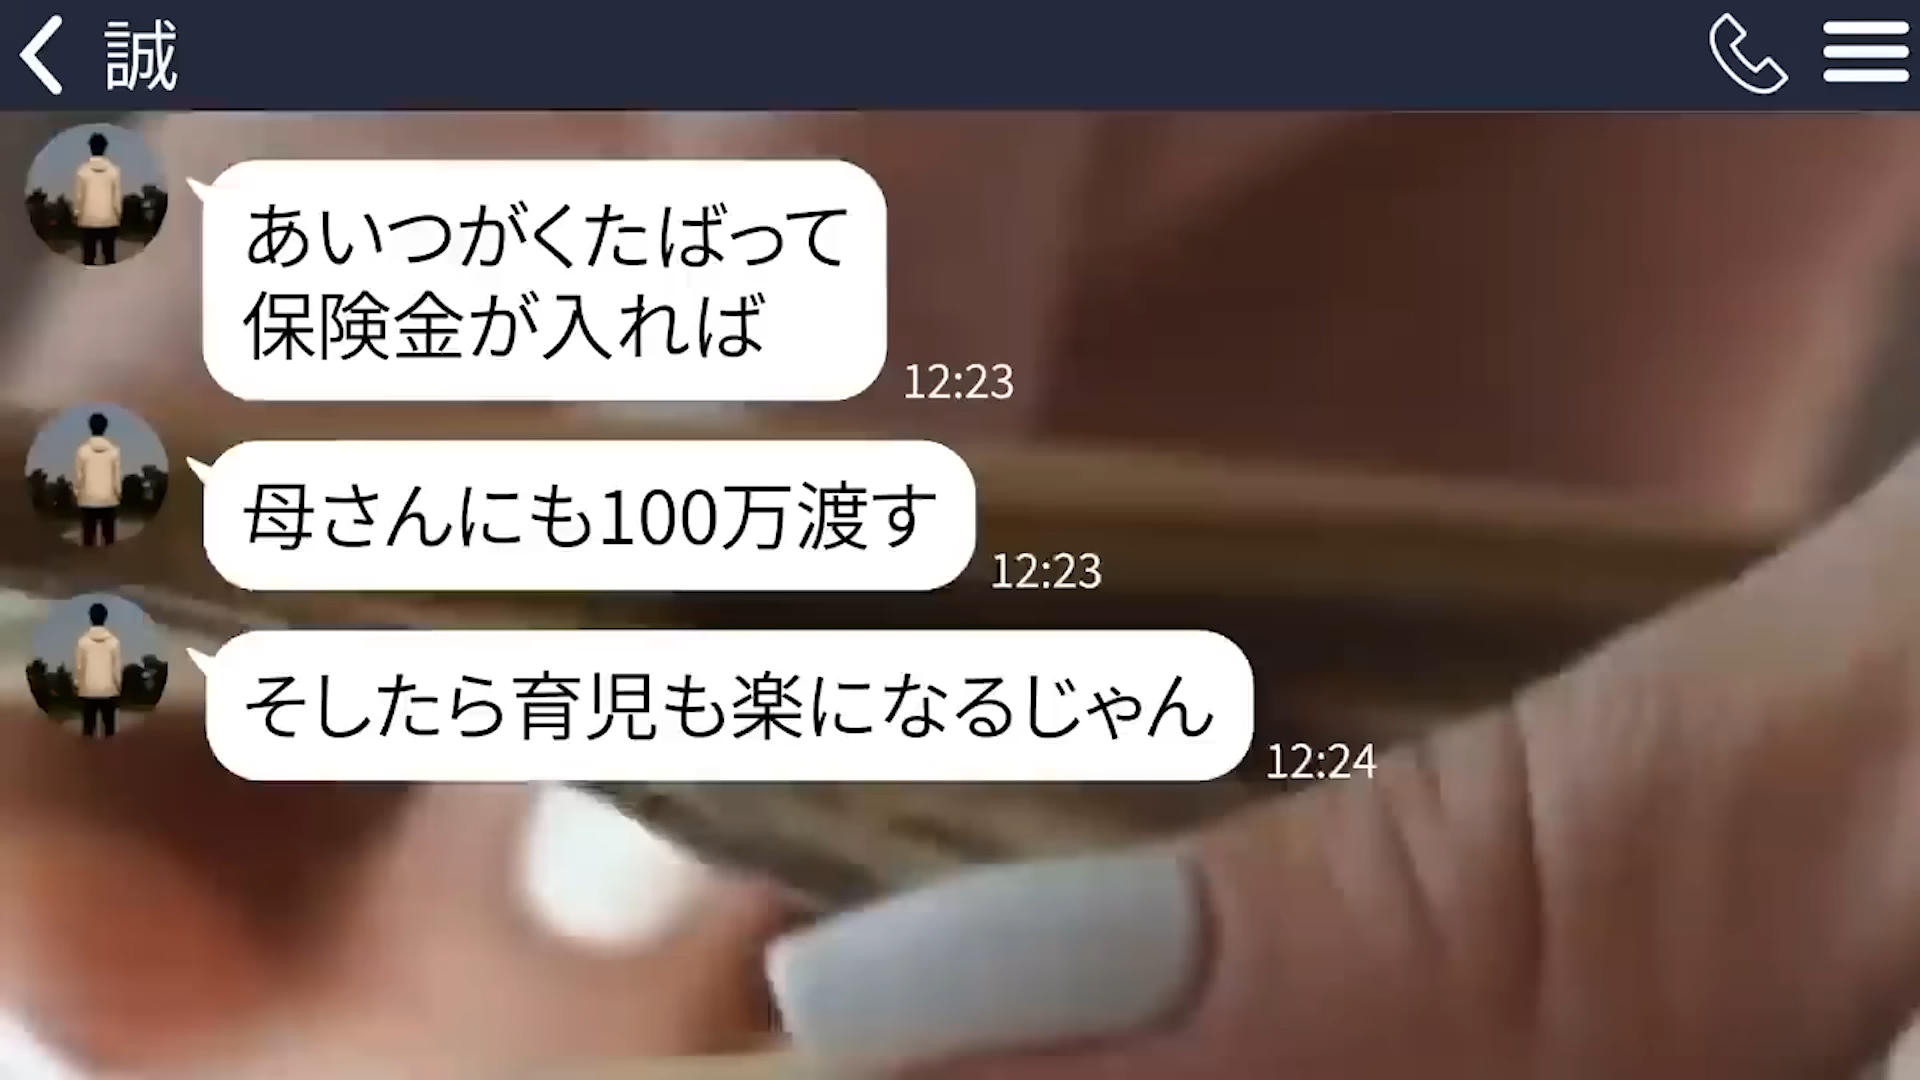 誠
あいつがくたばって
保険金が入れば
12:23
母さんにも100万渡す
12:23
そしたら育児も楽になるじゃん
12:24